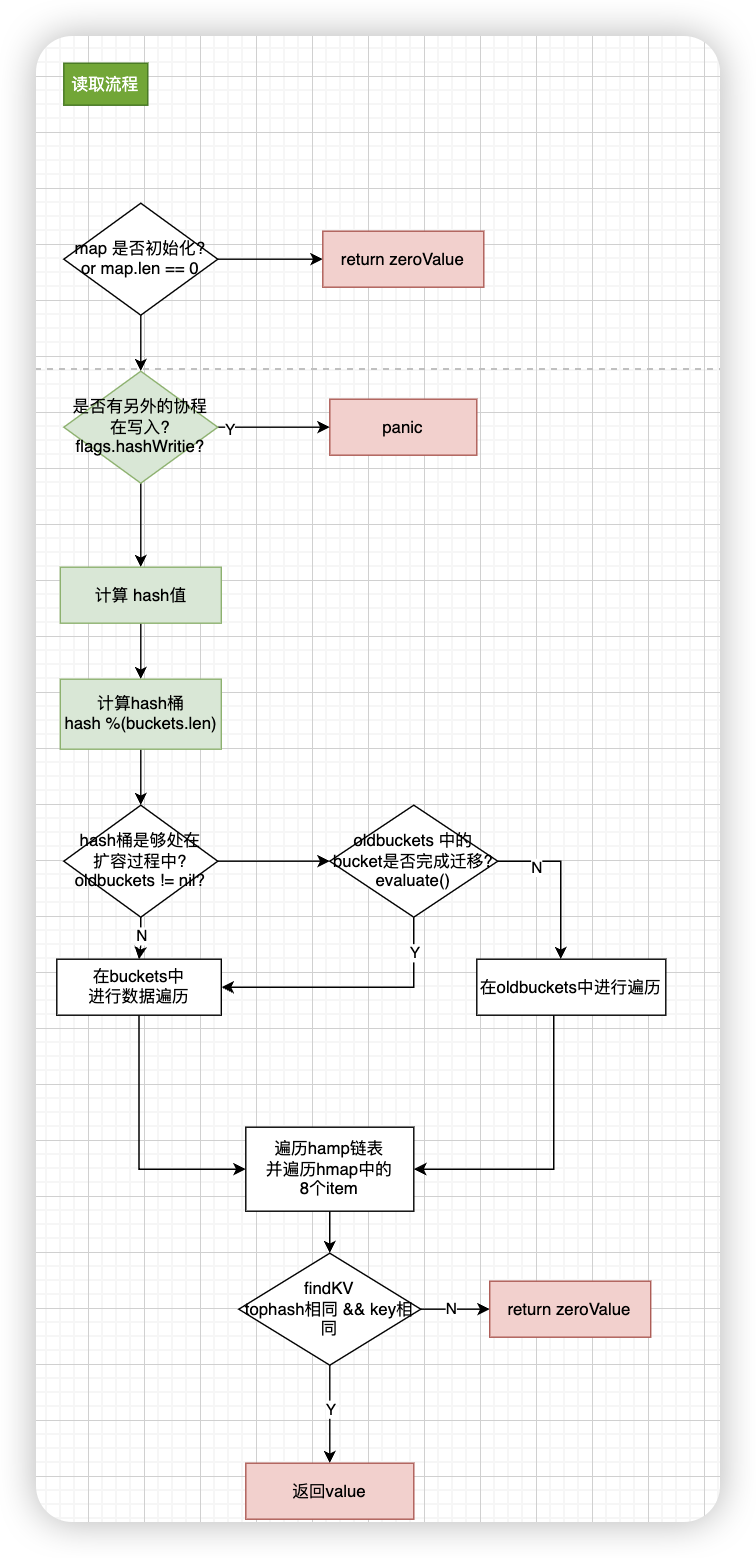 读取流程
map 是否初始化?
or map.len == 0
return zeroValue
是否有另外的协程
在写入?
flags.hashWritie?
Y
panic
计算 hash值
计算hash桶
hash %(buckets.len)
hash桶是够处在
扩容过程中?
oldbuckets != nil?
oldbuckets 中的
bucket是否完成迁移?
evaluate()
N
N
Y
在buckets中
进行数据遍历
在oldbuckets中进行遍历
遍历hamp链表
并遍历hmap中的
8个item
findKV
tophash相同 && key相
同
N
return zeroValue
Y
返回value